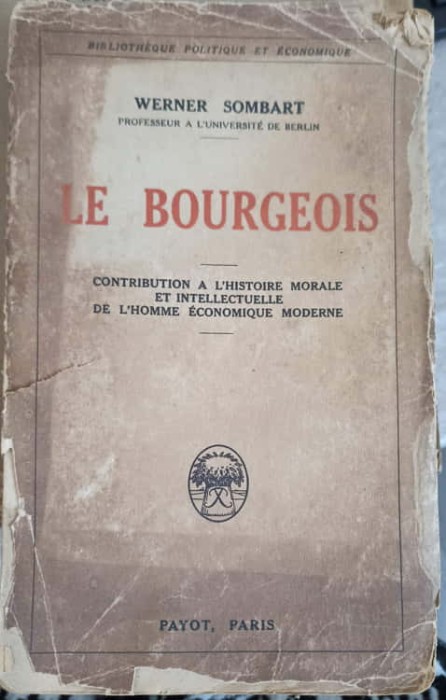 BIBLIOTHÈQUE POLITIQUE ET ÉCONOMIQUE
WERNER SOMBART
PROFESSEUR A L'UNIVERSITÉ DE BERLIN
LE BOURGEOIS
CONTRIBUTION A L'HISTOIRE MORALE
ET INTELLECTUELLE
DE L'HOMME ÉCONOMIQUE MODERNE
PAYOT, PARIS